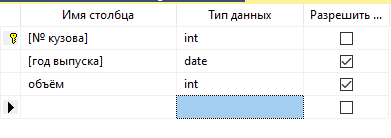 Имя столбца Тип данных Разрешить ...
[№ кузова] int
[год выпуска] date
объём int